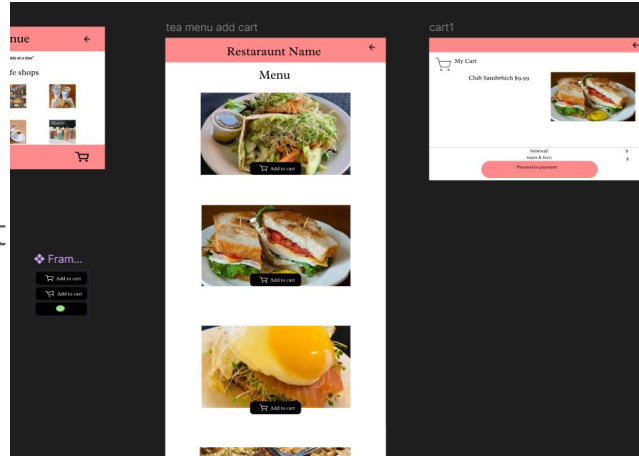 tea menu add cart
cart1
nue
Restaraunt Name
Menu
fe shops
My Cart
Club Sandwhich $9.99
Add to cart
Add to cart
Add to cart
Subtotal: $
taxes & fees: $
Proceed to payment
Fram...
Add to cart
Add to cart